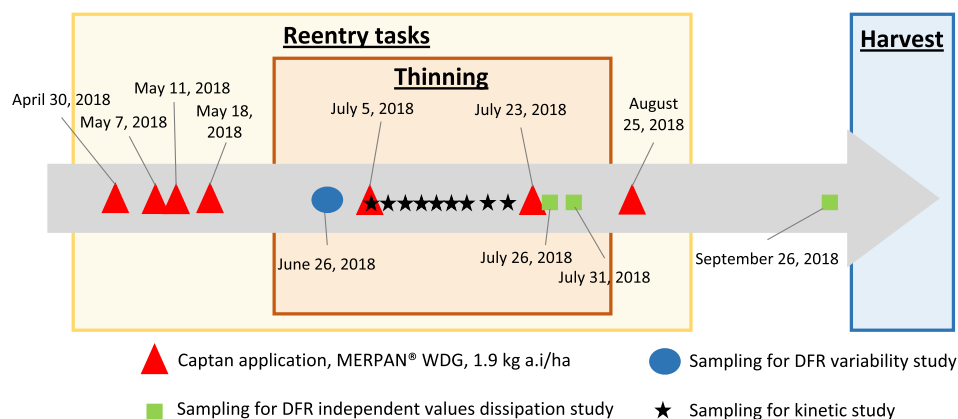 Reentry tasks
Harvest
Thinning
April 30, 2018
May 11, 2018
May 7, 2018
May 18,
2018
July 5, 2018
July 23, 2018
August
25, 2018
June 26, 2018
July 26, 2018
July 31, 2018
September 26, 2018
Captan application, MERPAN® WDG, 1.9 kg a.i/ha
Sampling for DFR variability study
Sampling for DFR independent values dissipation study
Sampling for kinetic study